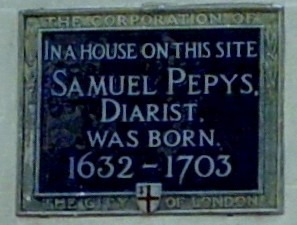 THE CORPORATION OF
IN A HOUSE ON THIS SITE
SAMUEL PEPYS,
DIARIST,
WAS BORN.
1632-1703
THE CITY OF LONDON